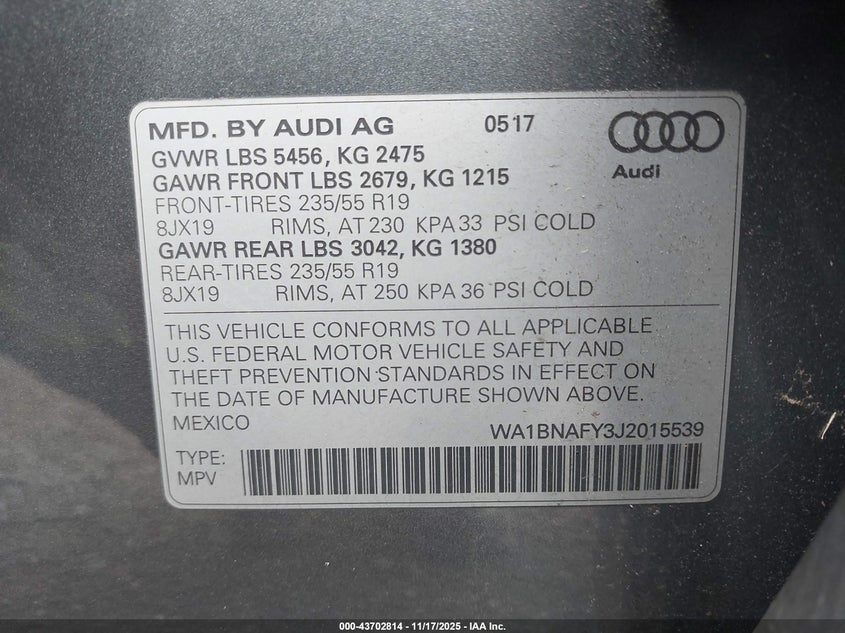 MFD. BY AUDI AG 0517
Audi
GVWR LBS 5456, KG 2475
GAWR FRONT LBS 2679, KG 1215
FRONT-TIRES 235/55 R19
8JX19 RIMS, AT 230 KPA 33 PSI COLD
GAWR REAR LBS 3042, KG 1380
REAR-TIRES 235/55 R19
8JX19 RIMS, AT 250 KPA 36 PSI COLD
THIS VEHICLE CONFORMS TO ALL APPLICABLE
U.S. FEDERAL MOTOR VEHICLE SAFETY AND
THEFT PREVENTION STANDARDS IN EFFECT ON
THE DATE OF MANUFACTURE SHOWN ABOVE.
MEXICO WA1BNAFY3J2015539
TYPE:
MPV
000-43702814 - 11/17/2025 - IAA Inc.